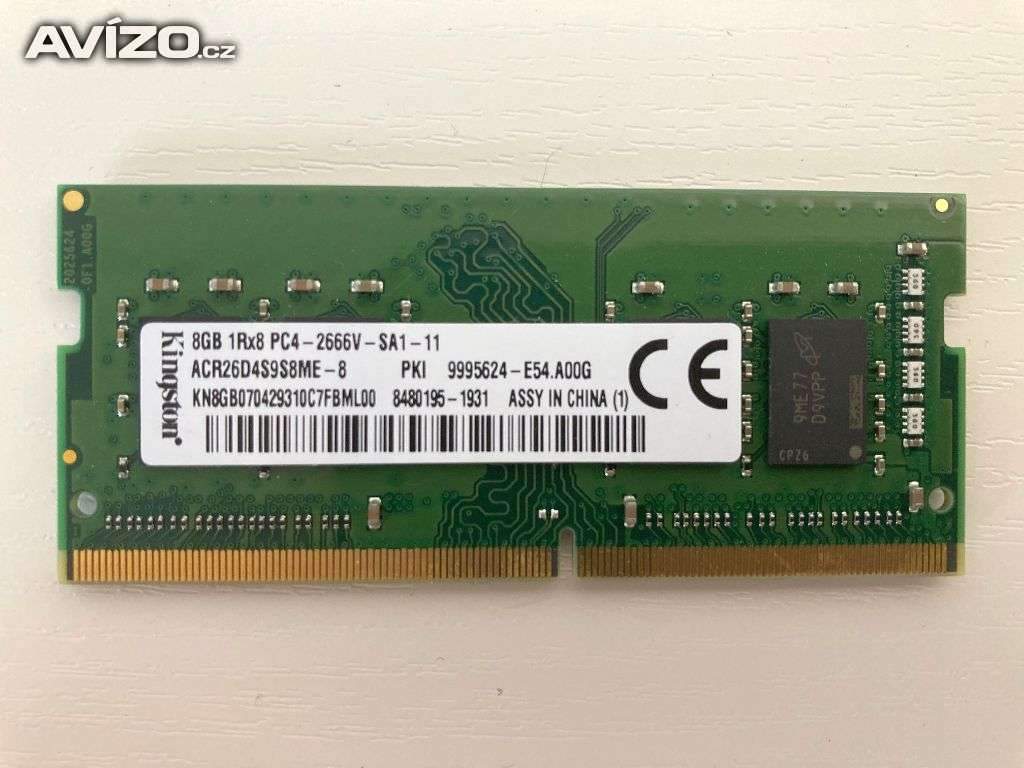 AVÍZO.cz
2025624
0F1.A00G
Kingston
8GB 1Rx8 PC4-2666V-SA1-11
ACR26D4S9S8ME-8 PKI 9995624-E54.A00G
KN8GB070429310C7FBML00 8480195-1931 ASSY IN CHINA (1)
CE
9ME77
D9VPP
CPZ6